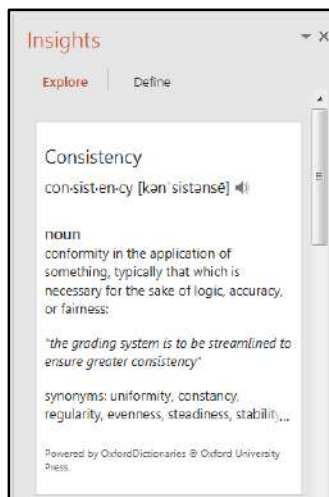 Insights
Explore Define
Consistency
con·sist·en·cy [kən ˈsistənsē]
noun
conformity in the application of
something, typically that which is
necessary for the sake of logic, accuracy,
or fairness:
"the grading system is to be streamlined to
ensure greater consistency"
synonyms: uniformity, constancy,
regularity, evenness, steadiness, stability,...
Powered by OxfordDictionaries © Oxford University
Press.